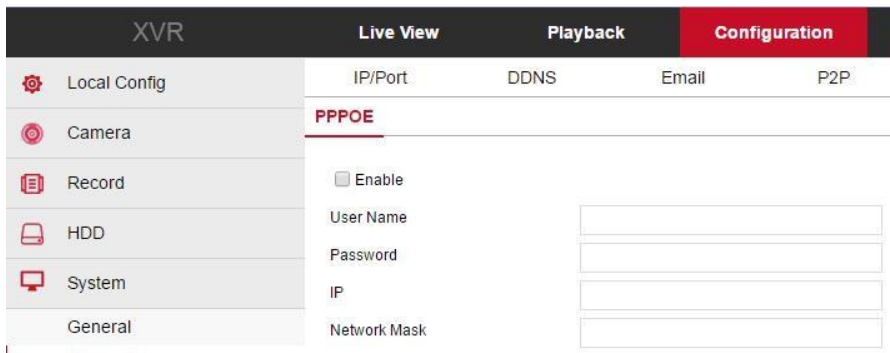 XVR Live View Playback Configuration
Local Config
Camera
Record
HDD
System
General
IP/Port DDNS Email P2P
PPPOE
Enable
User Name
Password
IP
Network Mask